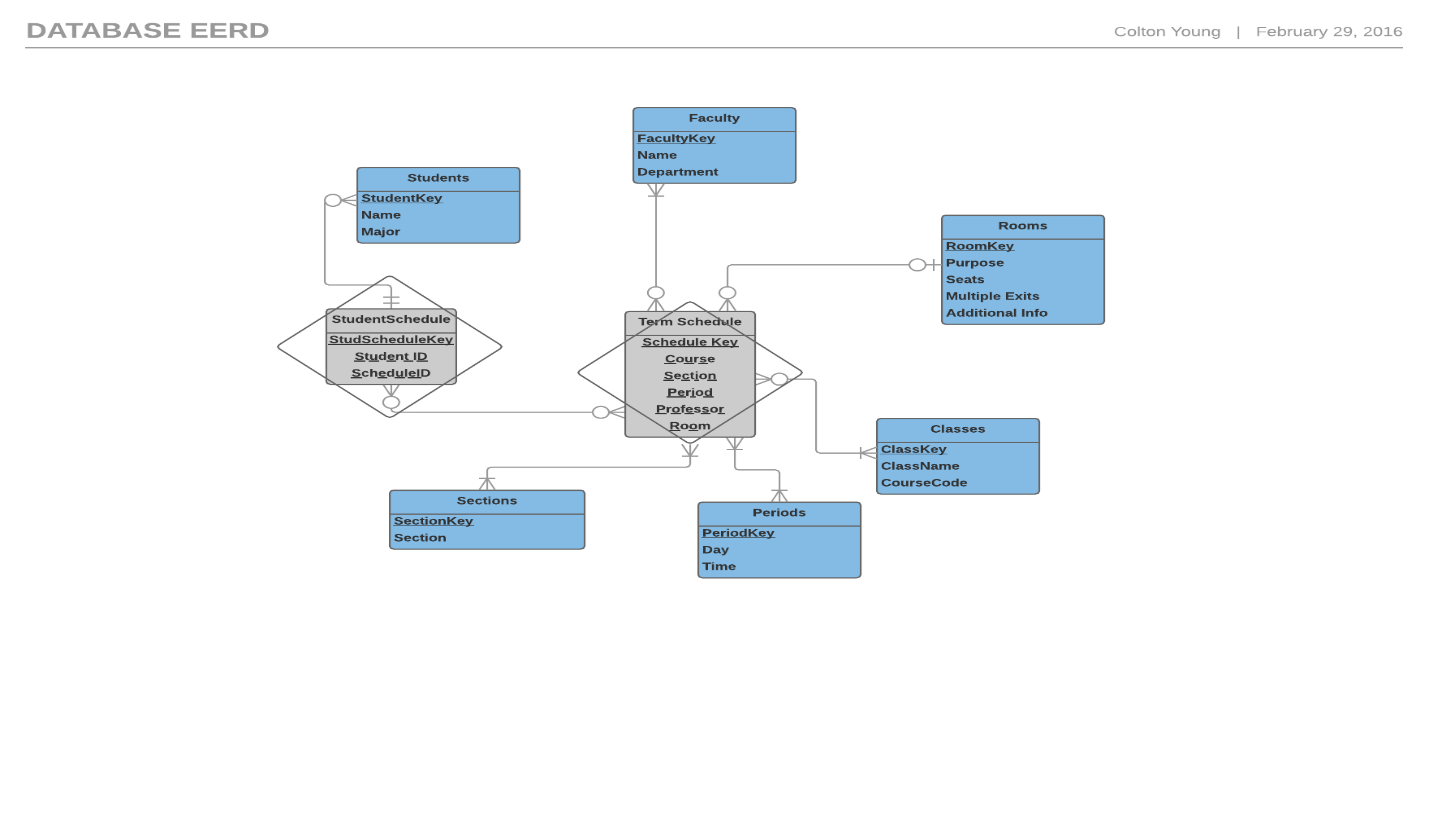 DATABASE EERD
Colton Young | February 29, 2016
Faculty
FacultyKey
Name
Department
Students
StudentKey
Name
Major
Rooms
RoomKey
Purpose
Seats
Multiple Exits
Additional Info
StudentSchedule
StudScheduleKey
Student ID
ScheduleID
Term Schedule
Schedule Key
Course
Section
Period
Professor
Room
Classes
ClassKey
ClassName
CourseCode
Sections
SectionKey
Section
Periods
PeriodKey
Day
Time